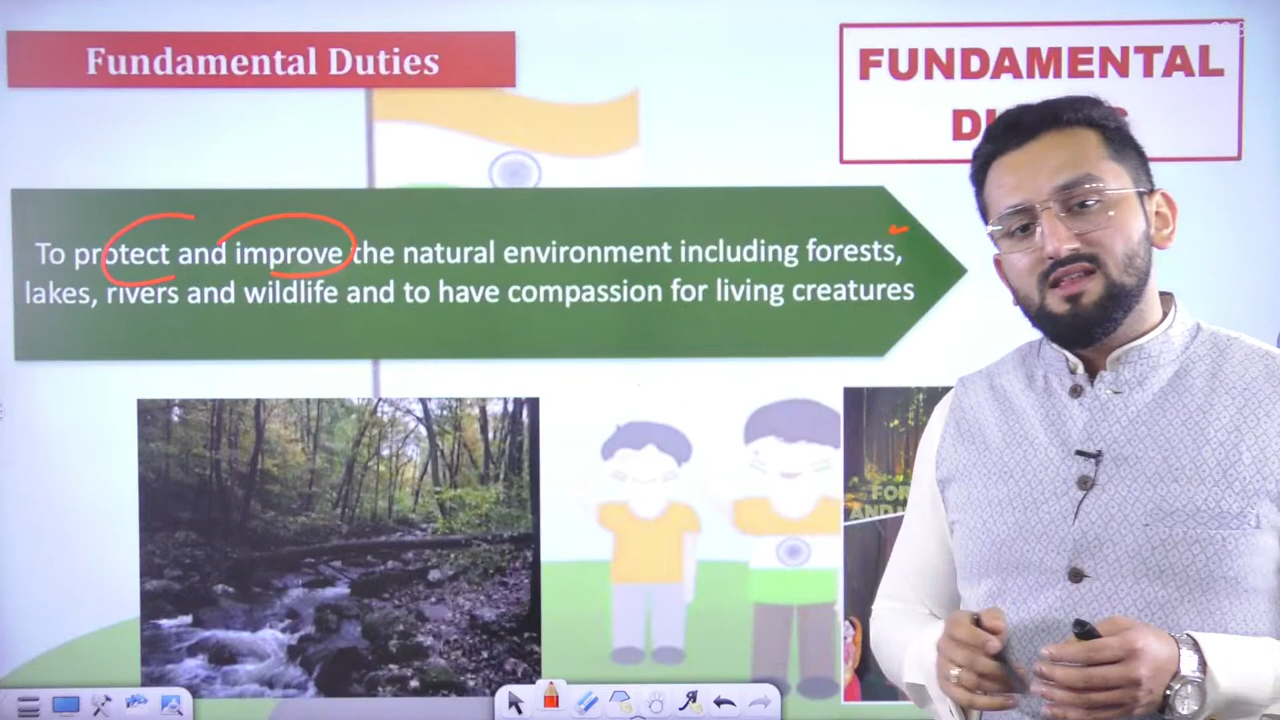 Fundamental Duties
FUNDAMENTAL
To protect and improve the natural environment including forests,
lakes, rivers and wildlife and to have compassion for living creatures